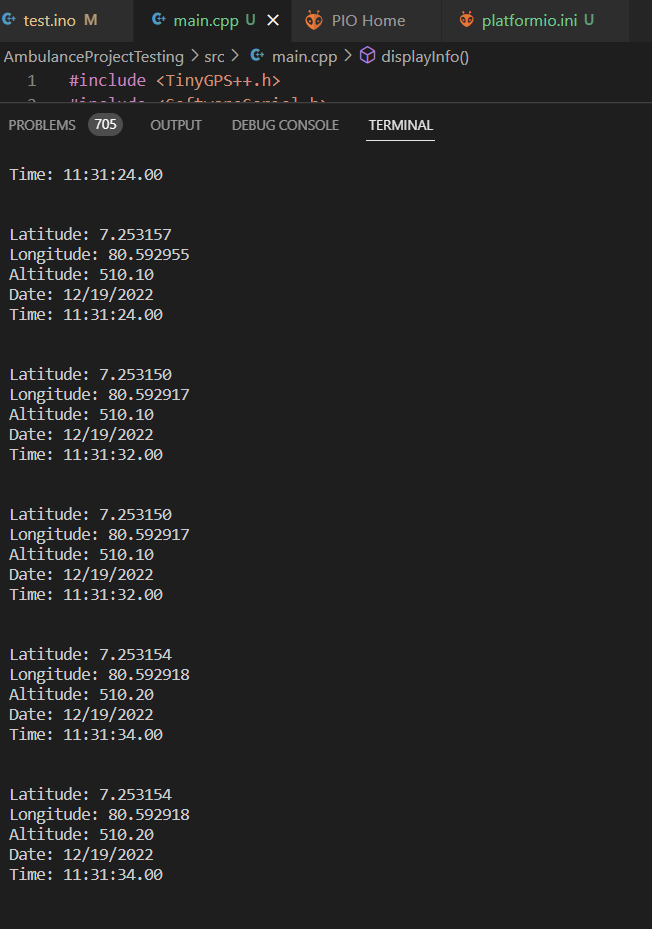 test.ino M main.cpp U PIO Home platformio.ini U
AmbulanceProjectTesting > src > main.cpp > displayInfo()
1 #include <TinyGPS++.h>
2 #include <SoftwareSerial.h>
PROBLEMS 705 OUTPUT DEBUG CONSOLE TERMINAL
Time: 11:31:24.00
Latitude: 7.253157
Longitude: 80.592955
Altitude: 510.10
Date: 12/19/2022
Time: 11:31:24.00
Latitude: 7.253150
Longitude: 80.592917
Altitude: 510.10
Date: 12/19/2022
Time: 11:31:32.00
Latitude: 7.253150
Longitude: 80.592917
Altitude: 510.10
Date: 12/19/2022
Time: 11:31:32.00
Latitude: 7.253154
Longitude: 80.592918
Altitude: 510.20
Date: 12/19/2022
Time: 11:31:34.00
Latitude: 7.253154
Longitude: 80.592918
Altitude: 510.20
Date: 12/19/2022
Time: 11:31:34.00